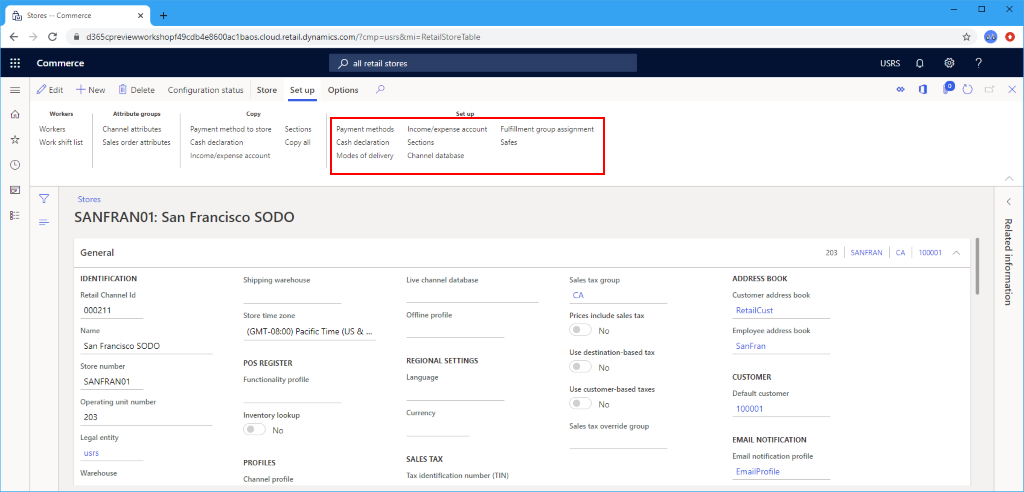 Stores -- Commerce
d365cpreviewworkshopf49cdb4e8600ac1baos.cloud.retail.dynamics.com/?cmp=usrs&mi=RetailStoreTable
Commerce
all retail stores
USRS
?
Edit
New
Delete
Configuration status
Store
Set up
Options
0
Workers
Workers
Work shift list
Attribute groups
Channel attributes
Sales order attributes
Copy
Payment method to store
Cash declaration
Income/expense account
Sections
Copy all
Set up
Payment methods
Cash declaration
Modes of delivery
Income/expense account
Sections
Channel database
Fulfillment group assignment
Safes
Stores
SANFRAN01: San Francisco SODO
General
203
SANFRAN
CA
100001
IDENTIFICATION
Retail Channel Id
000211
Name
San Francisco SODO
Store number
SANFRAN01
Operating unit number
203
Legal entity
usrs
Warehouse
Shipping warehouse
Store time zone
(GMT-08:00) Pacific Time (US & ...
POS REGISTER
Functionality profile
Inventory lookup
No
PROFILES
Channel profile
Live channel database
Offline profile
REGIONAL SETTINGS
Language
Currency
SALES TAX
Tax identification number (TIN)
Sales tax group
CA
Prices include sales tax
No
Use destination-based tax
No
Use customer-based taxes
No
Sales tax override group
ADDRESS BOOK
Customer address book
RetailCust
Employee address book
SanFran
CUSTOMER
Default customer
100001
EMAIL NOTIFICATION
Email notification profile
EmailProfile
Related information